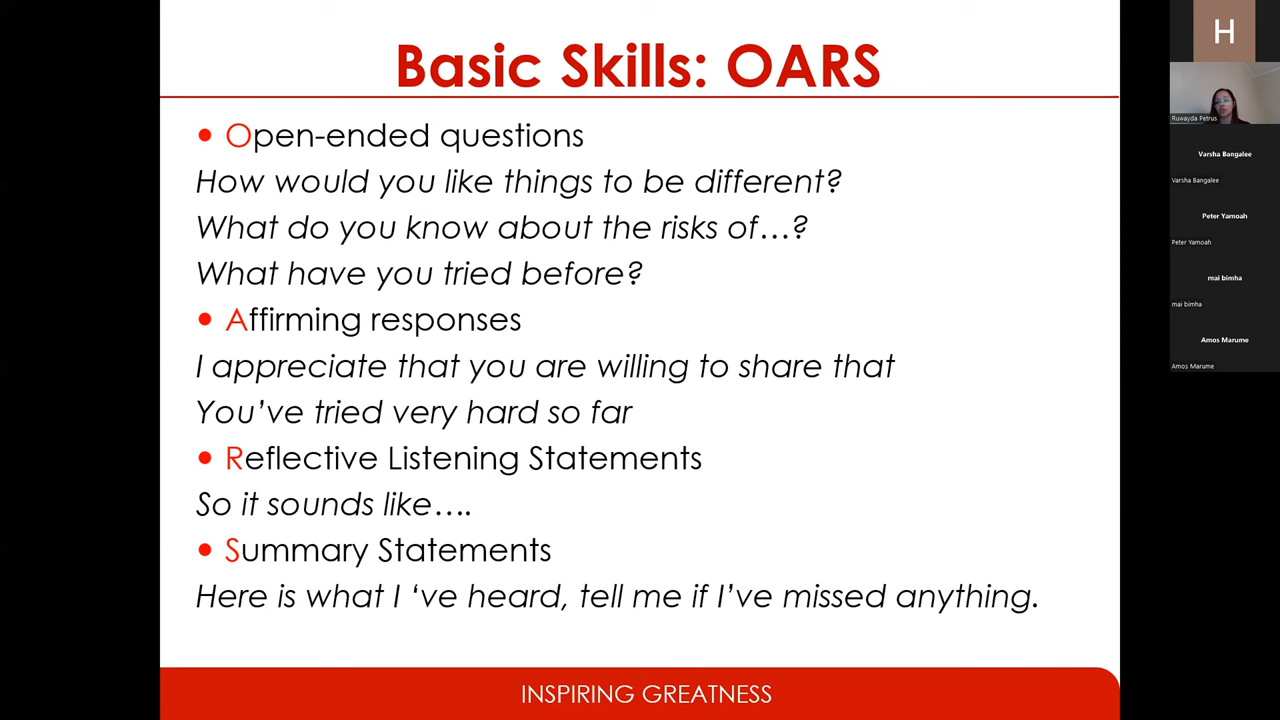 Basic Skills: OARS
• Open-ended questions
How would you like things to be different?
What do you know about the risks of…?
What have you tried before?
• Affirming responses
I appreciate that you are willing to share that
You’ve tried very hard so far
• Reflective Listening Statements
So it sounds like….
• Summary Statements
Here is what I ‘ve heard, tell me if I’ve missed anything.
INSPIRING GREATNESS
H
Ruwayda Petrus
Varsha Bangalee
Varsha Bangalee
Peter Yamoah
Peter Yamoah
mai bimha
mai bimha
Amos Marume
Amos Marume